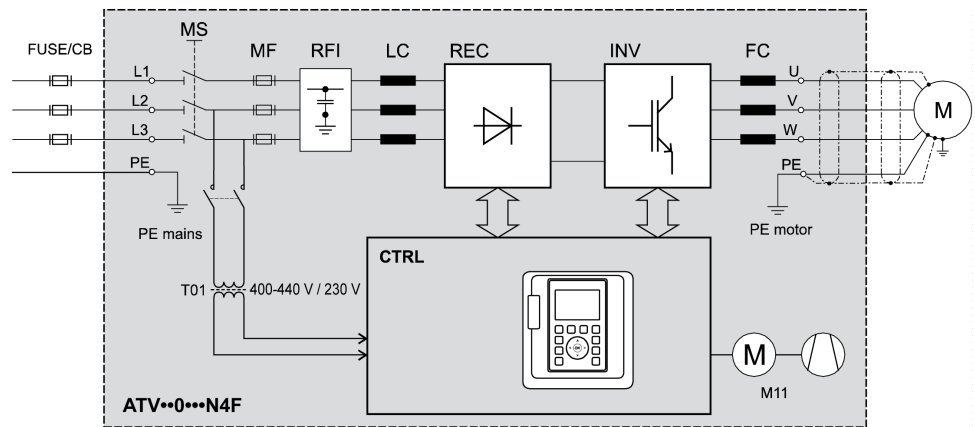 FUSE/CB
MS
MF
RFI
LC
REC
INV
FC
L1
L2
L3
PE
PE mains
U
V
W
PE
PE motor
M
T01
400-440 V / 230 V
CTRL
OK
M
M11
ATV••0•••N4F